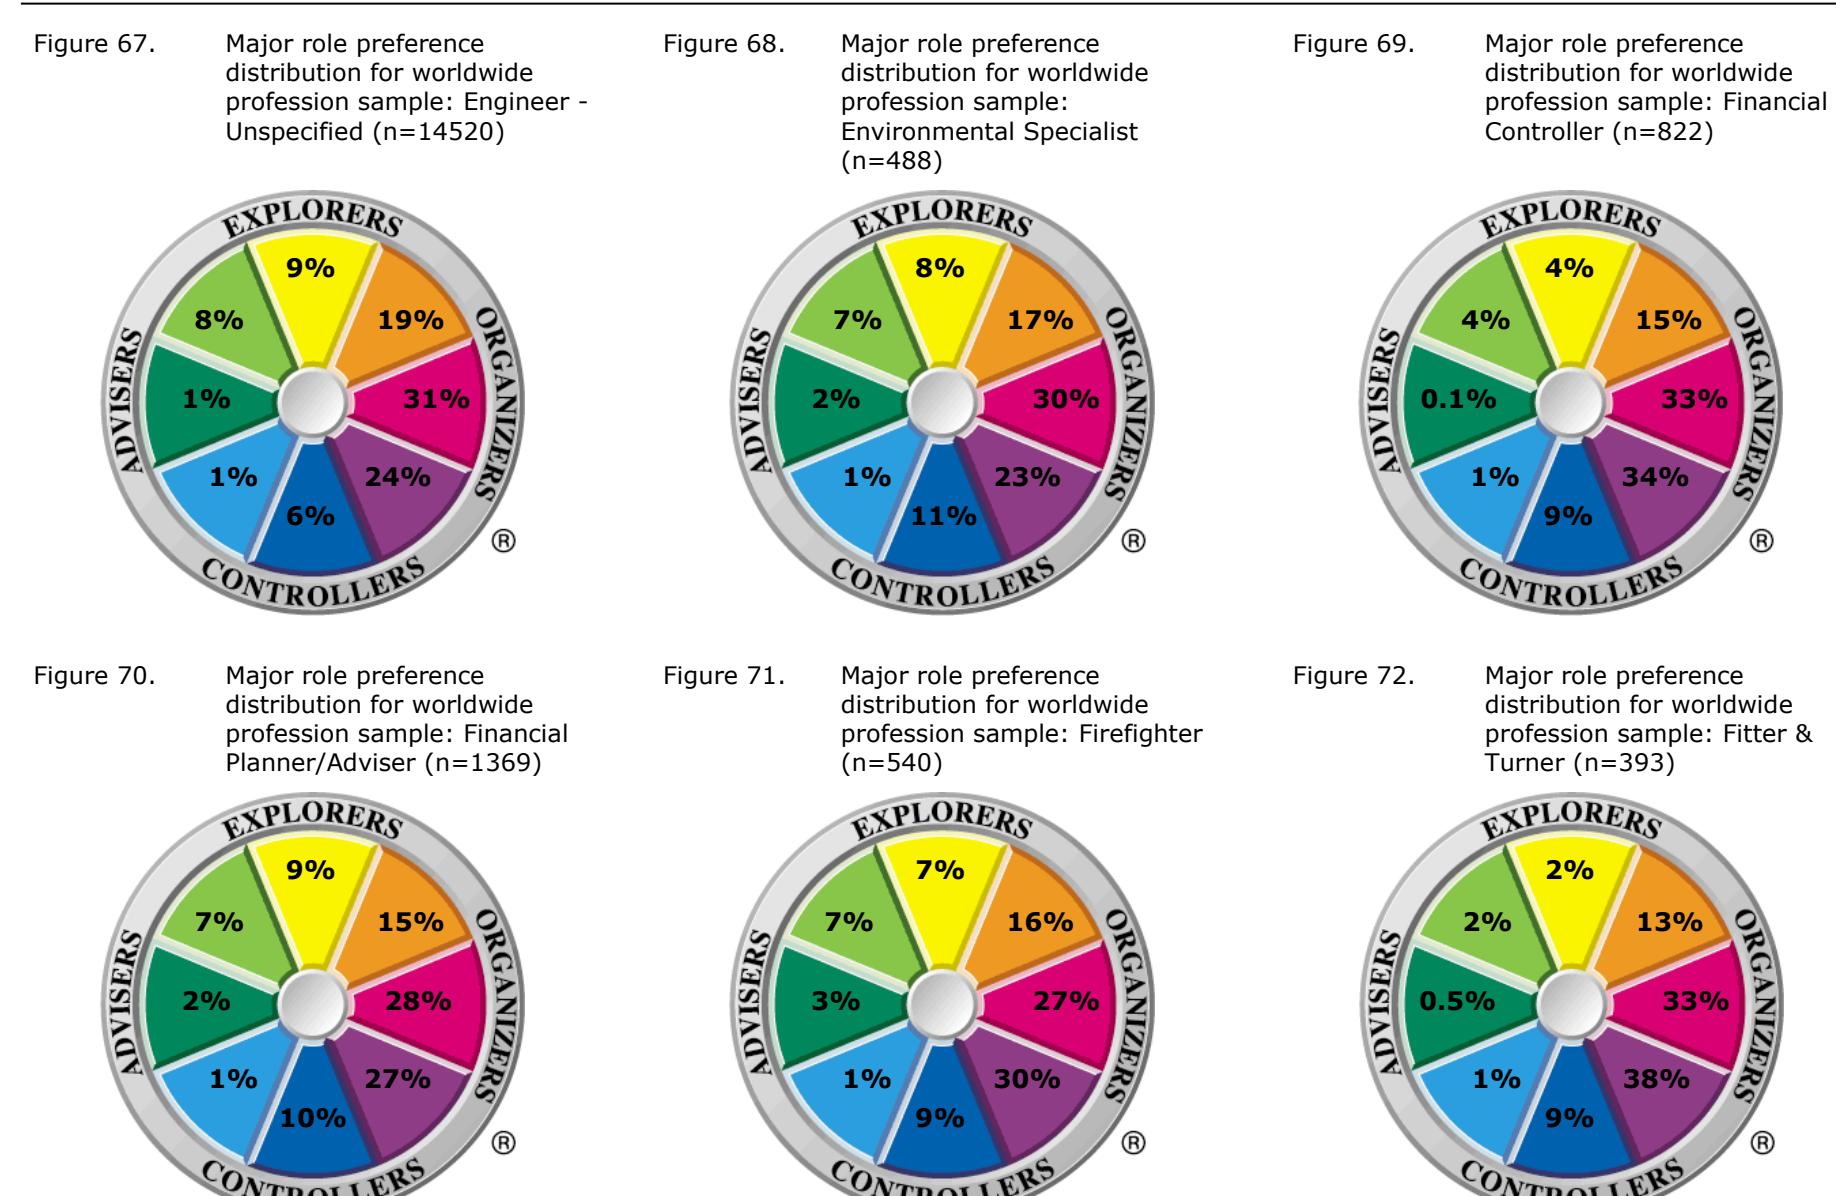 Figure 67.
Major role preference
distribution for worldwide
profession sample: Engineer -
Unspecified (n=14520)
EXPLORERS
ORGANIZERS
CONTROLLERS
ADVISERS
9%
19%
31%
24%
6%
1%
1%
8%
®
Figure 68.
Major role preference
distribution for worldwide
profession sample:
Environmental Specialist
(n=488)
EXPLORERS
ORGANIZERS
CONTROLLERS
ADVISERS
8%
17%
30%
23%
11%
1%
2%
7%
®
Figure 69.
Major role preference
distribution for worldwide
profession sample: Financial
Controller (n=822)
EXPLORERS
ORGANIZERS
CONTROLLERS
ADVISERS
4%
15%
33%
34%
9%
1%
0.1%
4%
®
Figure 70.
Major role preference
distribution for worldwide
profession sample: Financial
Planner/Adviser (n=1369)
EXPLORERS
ORGANIZERS
CONTROLLERS
ADVISERS
9%
15%
28%
27%
10%
1%
2%
7%
®
Figure 71.
Major role preference
distribution for worldwide
profession sample: Firefighter
(n=540)
EXPLORERS
ORGANIZERS
CONTROLLERS
ADVISERS
7%
16%
27%
30%
9%
1%
3%
7%
®
Figure 72.
Major role preference
distribution for worldwide
profession sample: Fitter &
Turner (n=393)
EXPLORERS
ORGANIZERS
CONTROLLERS
ADVISERS
2%
13%
33%
38%
9%
1%
0.5%
2%
®